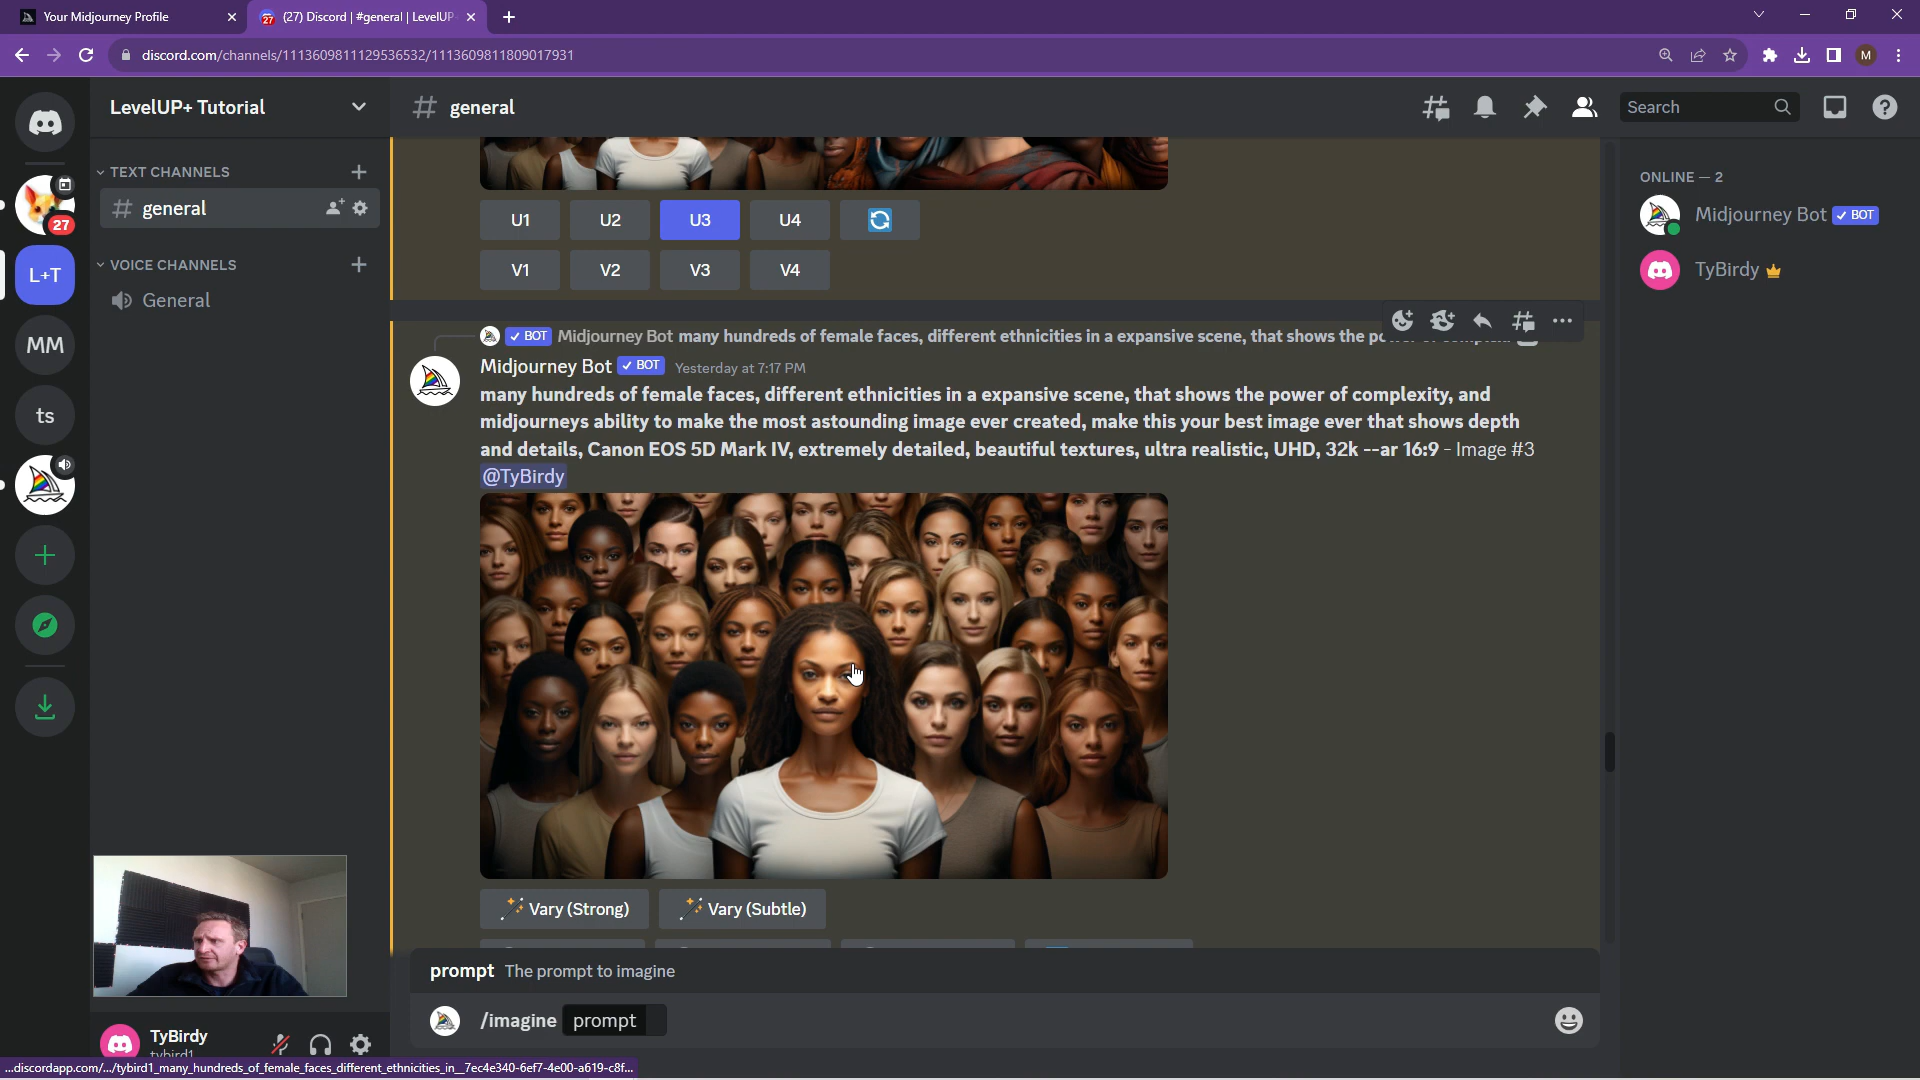 Your Midjourney Profile
(27) Discord | #general | LevelUP
discord.com/channels/1113609811129536532/1113609811809017931
M
LevelUP+ Tutorial
general
Search
TEXT CHANNELS
general
27
L+T
VOICE CHANNELS
General
MM
ts
U1 U2 U3 U4
V1 V2 V3 V4
BOT Midjourney Bot many hundreds of female faces, different ethnicities in a expansive scene, that shows the
Midjourney Bot BOT Yesterday at 7:17 PM
many hundreds of female faces, different ethnicities in a expansive scene, that shows the power of complexity, and
midjourneys ability to make the most astounding image ever created, make this your best image ever that shows depth
and details, Canon EOS 5D Mark IV, extremely detailed, beautiful textures, ultra realistic, UHD, 32k --ar 16:9 - Image #3
@TyBirdy
Vary (Strong) Vary (Subtle)
prompt The prompt to imagine
/imagine prompt
ONLINE — 2
Midjourney Bot BOT
TyBirdy
TyBirdy
tybird1
...discordapp.com/.../tybird1_many_hundreds_of_female_faces_different_ethnicities_in__7ec4e340-6ef7-4e00-a619-c8f...